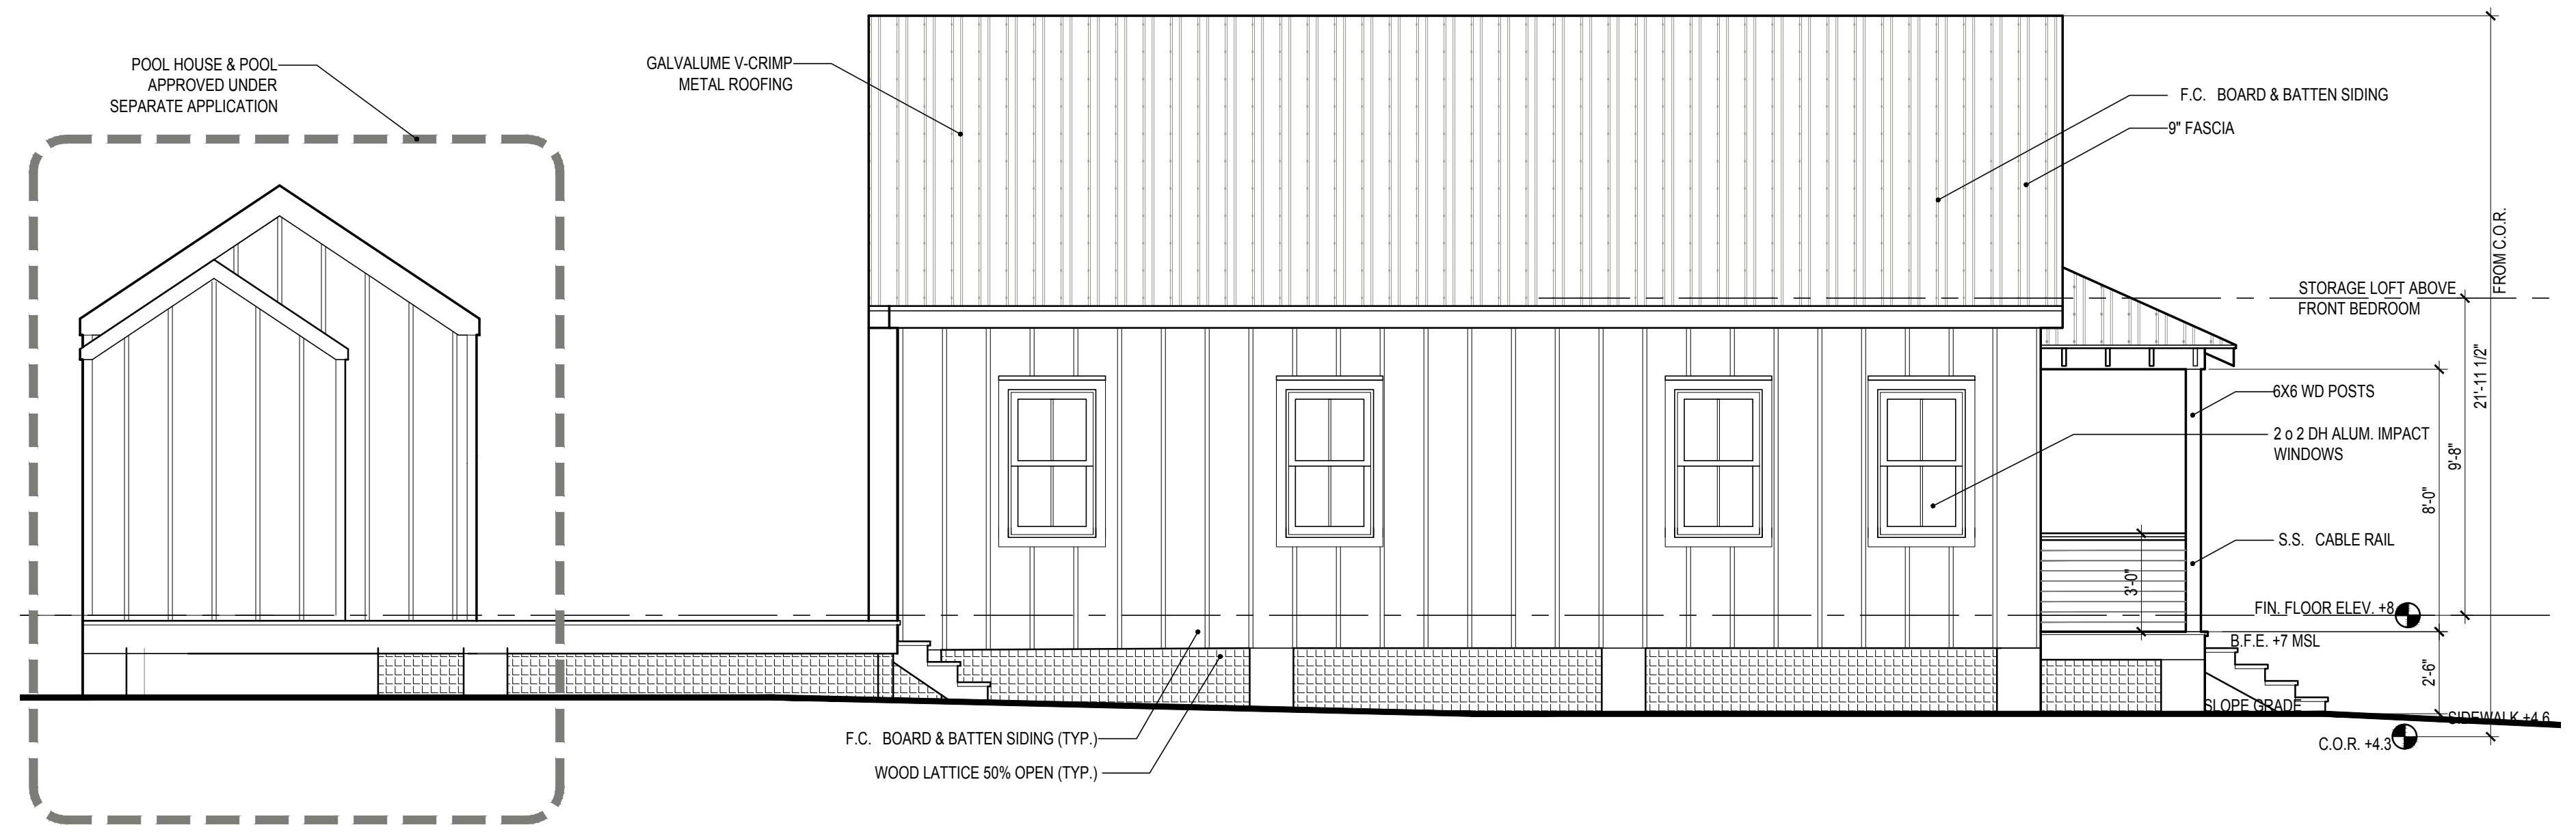 POOL HOUSE & POOL
APPROVED UNDER
SEPARATE APPLICATION
GALVALUME V-CRIMP
METAL ROOFING
F.C. BOARD & BATTEN SIDING
9" FASCIA
FROM C.O.R.
21'-11 1/2"
STORAGE LOFT ABOVE
FRONT BEDROOM
6X6 WD POSTS
2 o 2 DH ALUM. IMPACT
WINDOWS
9'-8"
8'-0"
S.S. CABLE RAIL
3'-0"
FIN. FLOOR ELEV. +8
B.F.E. +7 MSL
2'-6"
SLOPE GRADE
SIDEWALK +4.6
C.O.R. +4.3
F.C. BOARD & BATTEN SIDING (TYP.)
WOOD LATTICE 50% OPEN (TYP.)